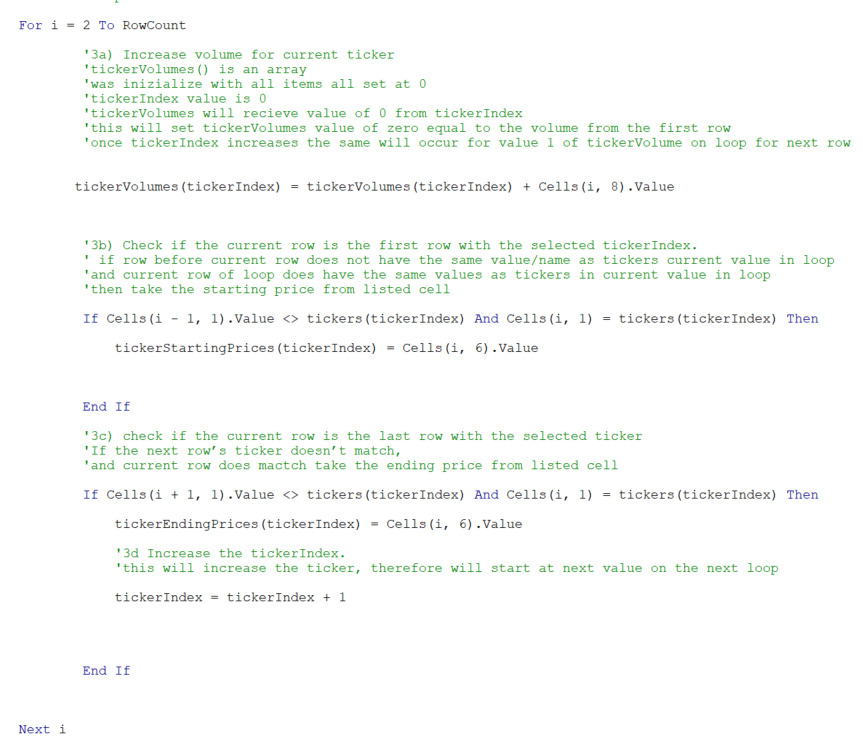 For i = 2 To RowCount
'3a) Increase volume for current ticker
'tickerVolumes() is an array
'was inizialize with all items all set at 0
'tickerIndex value is 0
'tickerVolumes will recieve value of 0 from tickerIndex
'this will set tickerVolumes value of zero equal to the volume from the first row
'once tickerIndex increases the same will occur for value 1 of tickerVolume on loop for next row
tickerVolumes(tickerIndex) = tickerVolumes(tickerIndex) + Cells(i, 8).Value
'3b) Check if the current row is the first row with the selected tickerIndex.
' if row before current row does not have the same value/name as tickers current value in loop
'and current row of loop does have the same values as tickers in current value in loop
'then take the starting price from listed cell
If Cells(i - 1, 1).Value <> tickers(tickerIndex) And Cells(i, 1) = tickers(tickerIndex) Then
tickerStartingPrices(tickerIndex) = Cells(i, 6).Value
End If
'3c) check if the current row is the last row with the selected ticker
'If the next row’s ticker doesn’t match,
'and current row does mactch take the ending price from listed cell
If Cells(i + 1, 1).Value <> tickers(tickerIndex) And Cells(i, 1) = tickers(tickerIndex) Then
tickerEndingPrices(tickerIndex) = Cells(i, 6).Value
'3d Increase the tickerIndex.
'this will increase the ticker, therefore will start at next value on the next loop
tickerIndex = tickerIndex + 1
End If
Next i